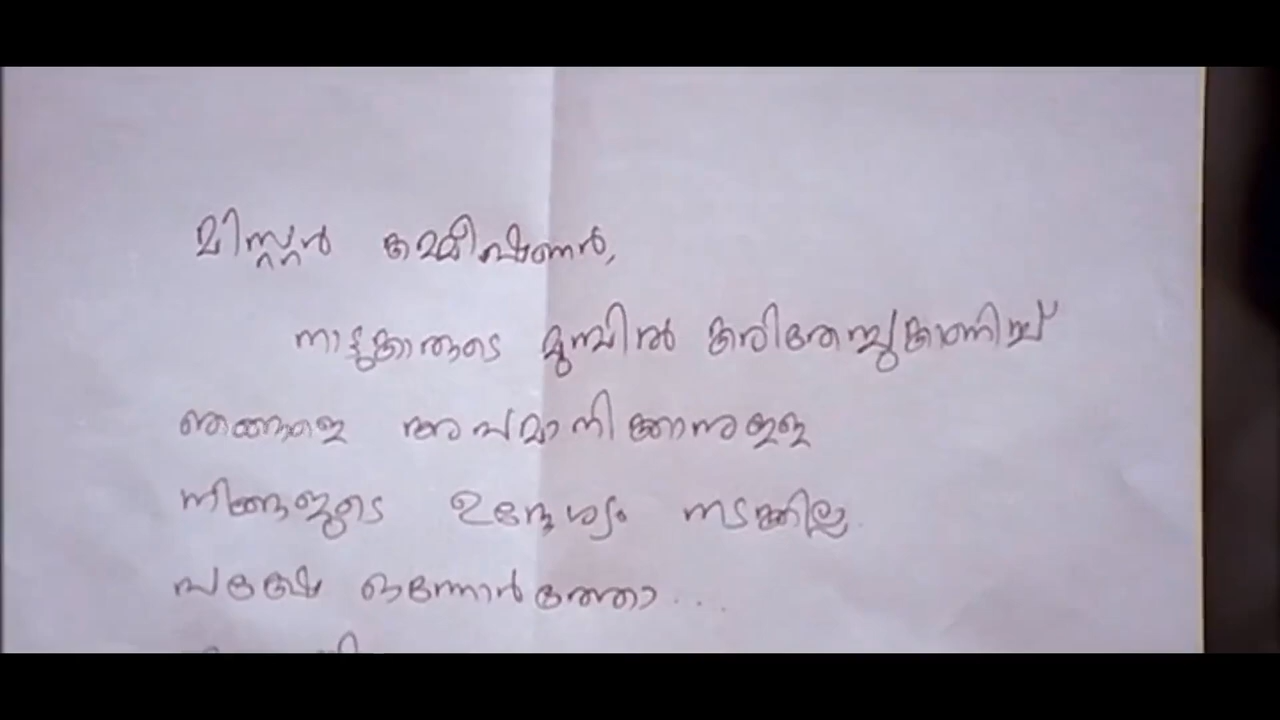 മിസ്റ്റർ കമ്മീഷണർ,
നാട്ടുകാരുടെ മുമ്പിൽ കരിതേച്ചുകാണിച്ച്
ഞങ്ങളെ അപമാനിക്കാനുള്ള
നിങ്ങളുടെ ഉദ്ദേശ്യം നടക്കില്ല.
പക്ഷേ ഒന്നോർത്തോ....